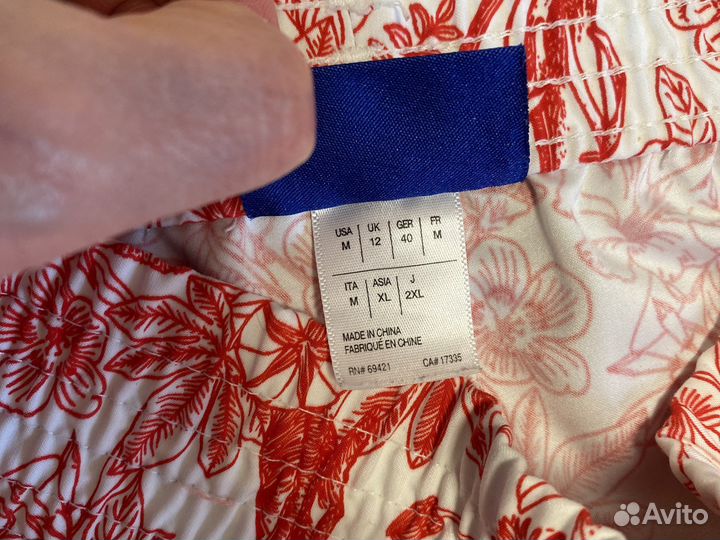 USA UK GER FR
M 12 40 M
ITA ASIA J
M XL 2XL
MADE IN CHINA
FABRIQUÉ EN CHINE
RN# 69421 CA# 17335
Avito